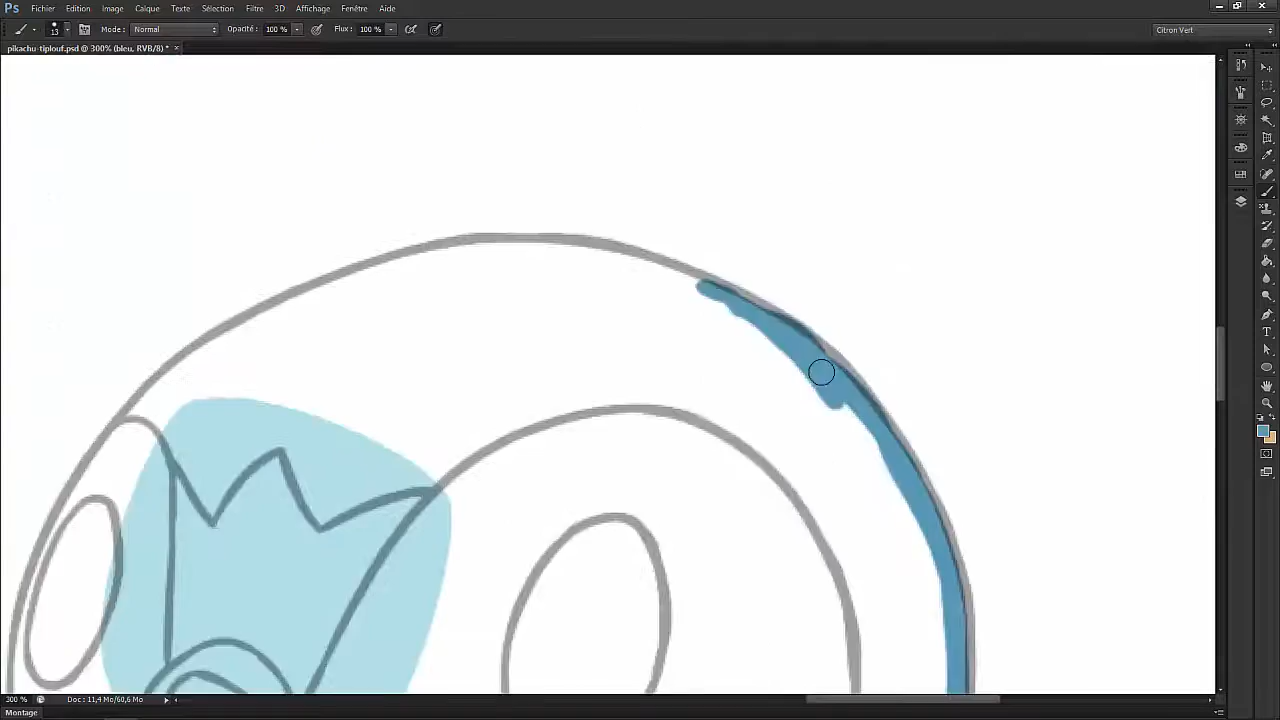 Ps Fichier Edition Image Calque Texte Sélection Filtre 3D Affichage Fenêtre Aide
13 Mode : Normal Opacité : 100 % Flux : 100 % Citron Vert
pikachu-tiplouf.psd @ 300% (bleu, RVB/8) * ×
300 % Doc : 11,4 Mo/60,6 Mo
Montage